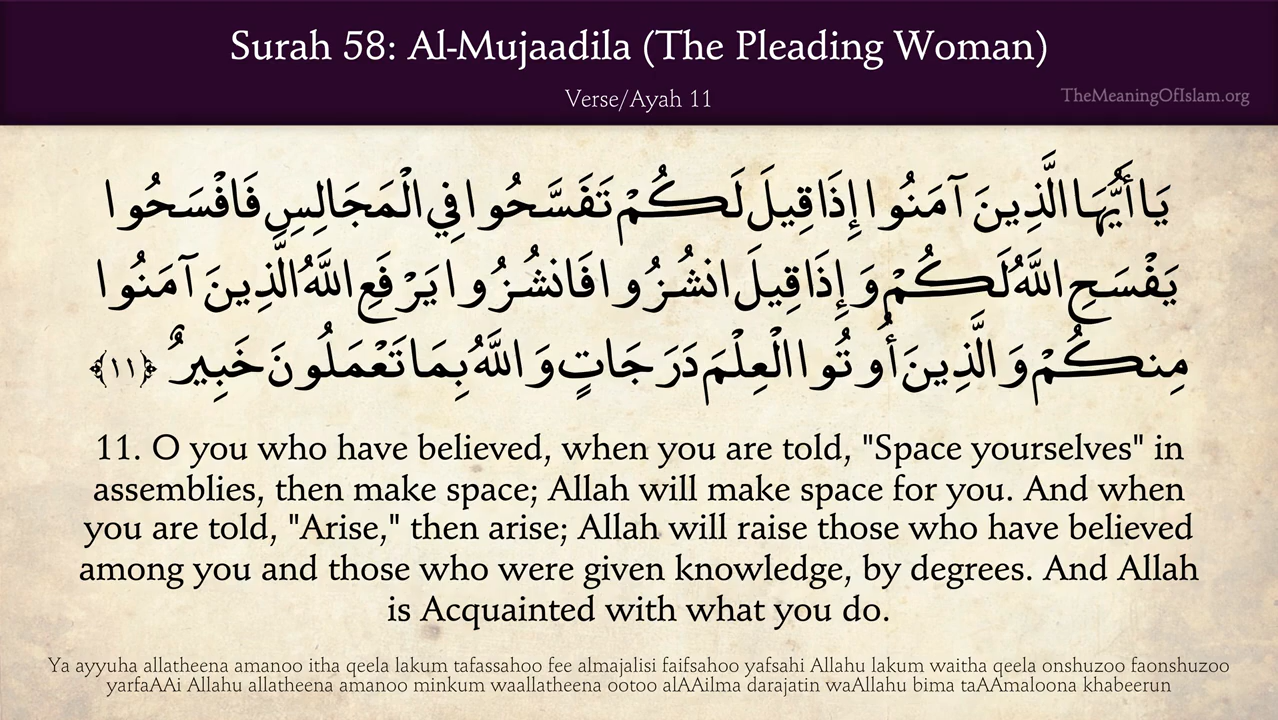 Surah 58: Al-Mujaadila (The Pleading Woman)
Verse/Ayah 11
TheMeaningOfIslam.org
يَا أَيُّهَا الَّذِينَ آمَنُوا إِذَا قِيلَ لَكُمْ تَفَسَّحُوا فِي الْمَجَالِسِ فَافْسَحُوا
يَفْسَحِ اللَّهُ لَكُمْ وَإِذَا قِيلَ انشُزُوا فَانشُزُوا يَرْفَعِ اللَّهُ الَّذِينَ آمَنُوا
مِنكُمْ وَالَّذِينَ أُوتُوا الْعِلْمَ دَرَجَاتٍ وَاللَّهُ بِمَا تَعْمَلُونَ خَبِيرٌ ﴿١١﴾
11. O you who have believed, when you are told, "Space yourselves" in
assemblies, then make space; Allah will make space for you. And when
you are told, "Arise," then arise; Allah will raise those who have believed
among you and those who were given knowledge, by degrees. And Allah
is Acquainted with what you do.
Ya ayyuha allatheena amanoo itha qeela lakum tafassahoo fee almajalisi faifsahoo yafsahi Allahu lakum waitha qeela onshuzoo faonshuzoo
yarfaAAi Allahu allatheena amanoo minkum waallatheena ootoo alAAilma darajatin waAllahu bima taAAmaloona khabeerun